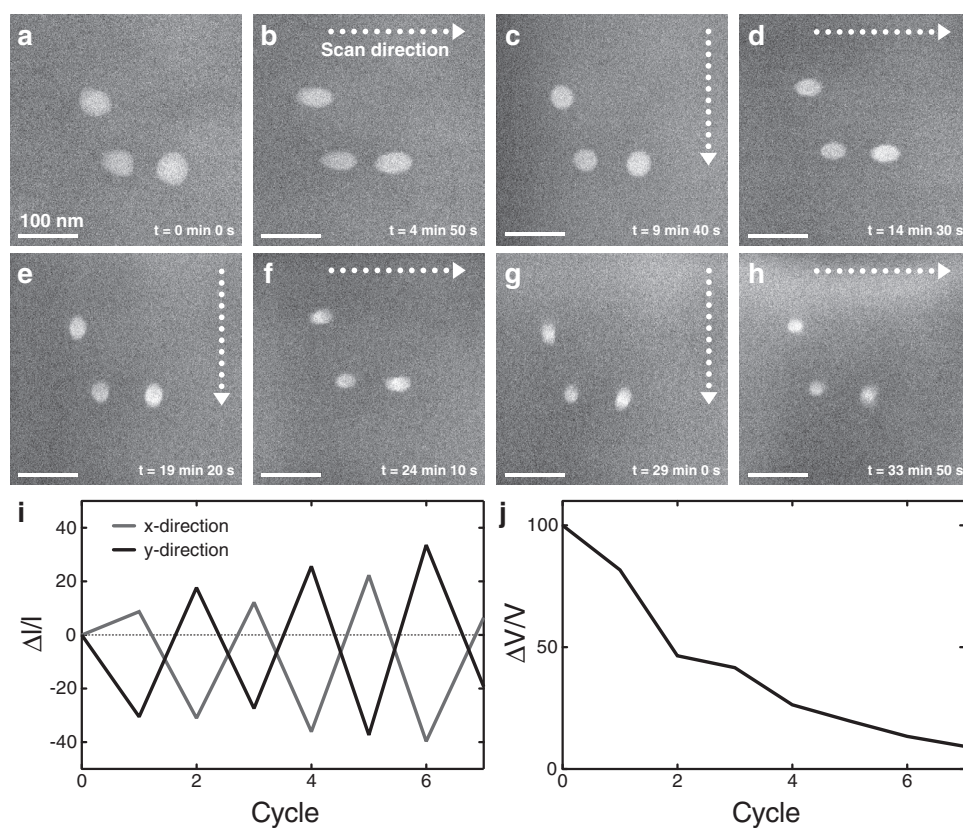 a
100 nm
t = 0 min 0 s
b
Scan direction
t = 4 min 50 s
c
t = 9 min 40 s
d
t = 14 min 30 s
e
t = 19 min 20 s
f
t = 24 min 10 s
g
t = 29 min 0 s
h
t = 33 min 50 s
i
x-direction
y-direction
40
20
0
-20
-40
ΔI/I
0 2 4 6
Cycle
j
100
50
0
ΔV/V
0 2 4 6
Cycle